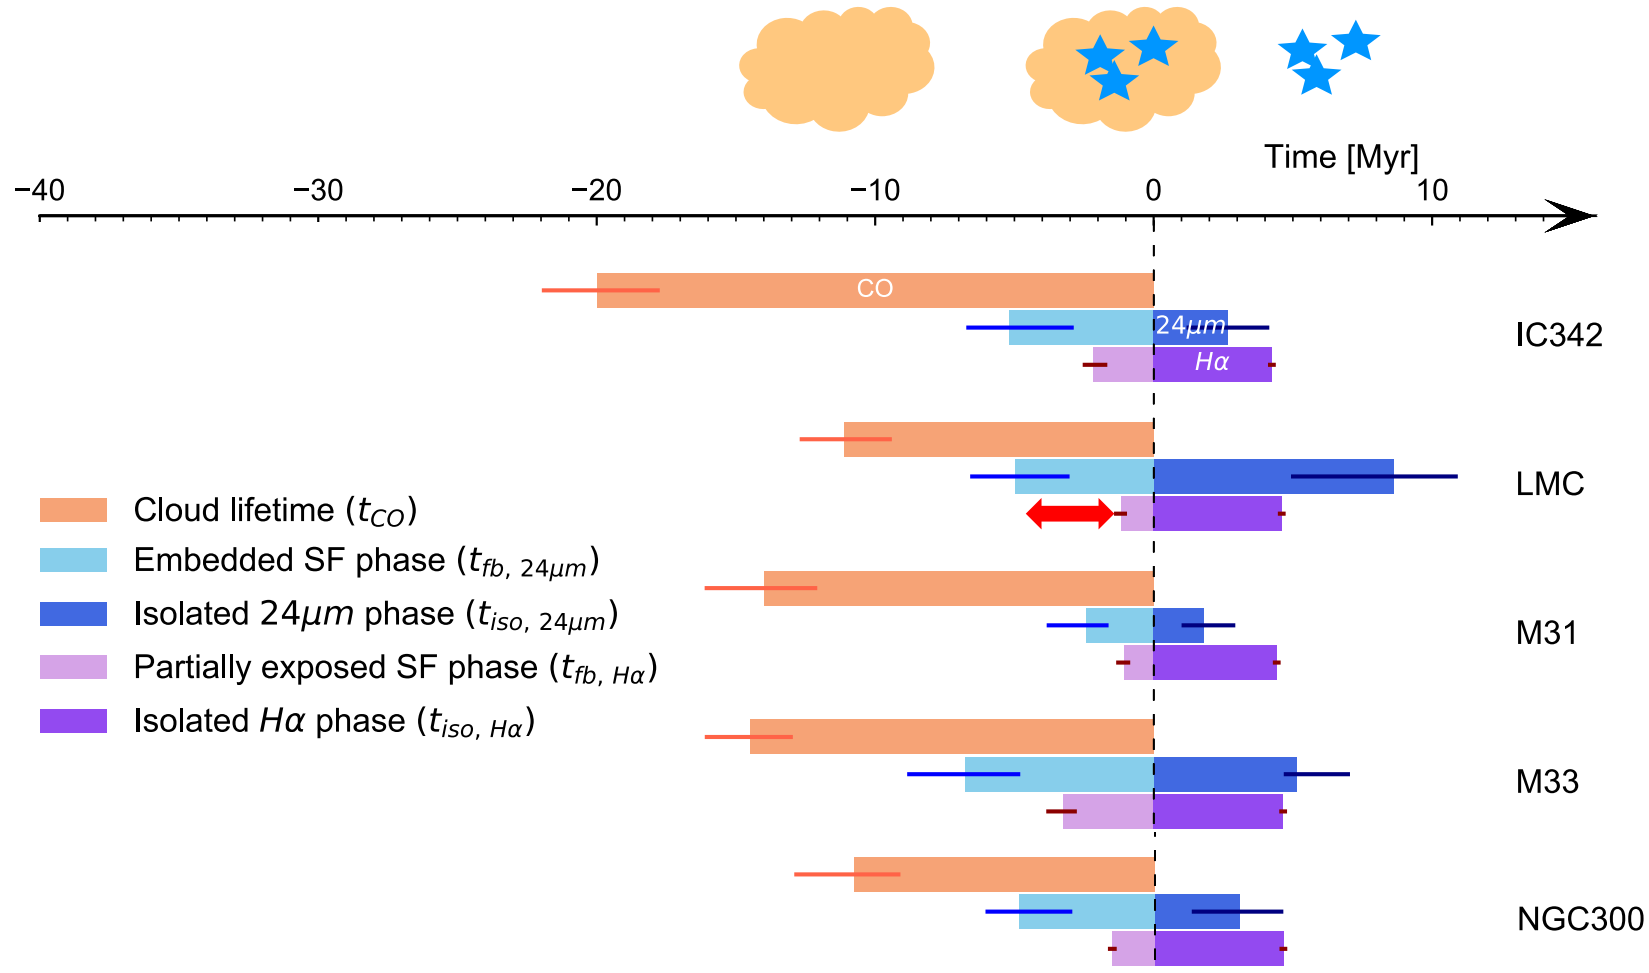 Time [Myr]
−40 −30 −20 −10 0 10
CO
24μm
Hα
IC342
LMC
Cloud lifetime (t_CO)
Embedded SF phase (t_fb, 24μm)
Isolated 24μm phase (t_iso, 24μm)
Partially exposed SF phase (t_fb, Hα)
Isolated Hα phase (t_iso, Hα)
M31
M33
NGC300